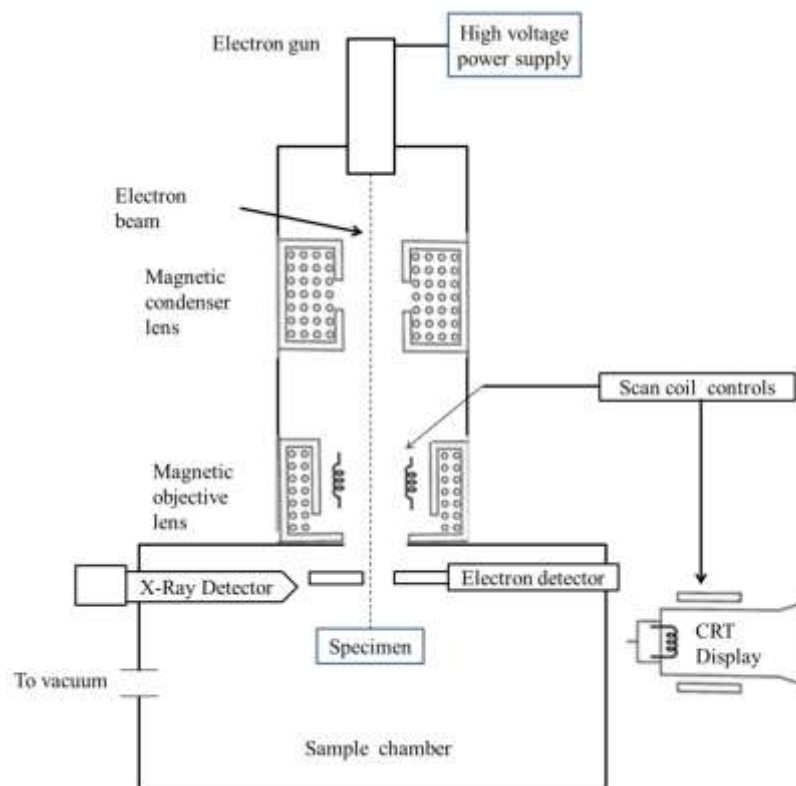 Electron gun
High voltage
power supply
Electron
beam
Magnetic
condenser
lens
Scan coil  controls
Magnetic
objective
lens
X-Ray Detector
Electron detector
CRT
Display
Specimen
To vacuum
Sample  chamber